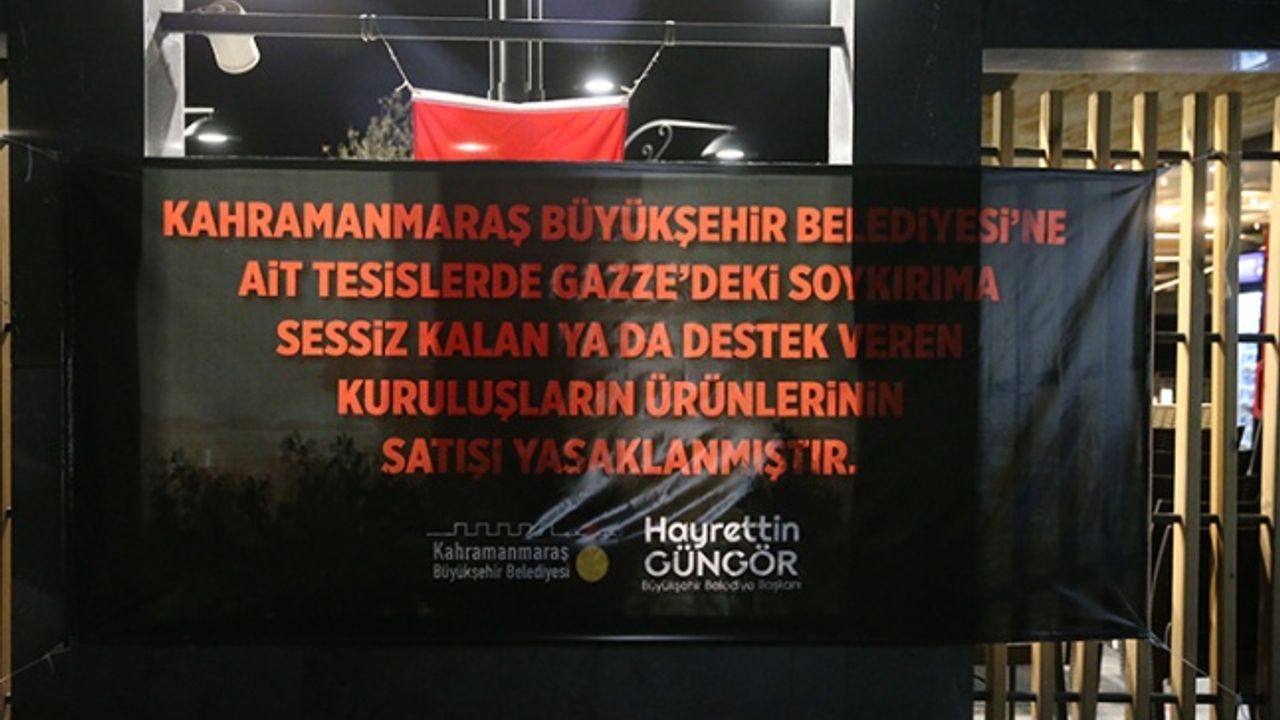 KAHRAMANMARAŞ BÜYÜKŞEHİR BELEDİYESİ'NE
AİT TESİSLERDE GAZZE'DEKİ SOYKIRIMA
SESSİZ KALAN YA DA DESTEK VEREN
KURULUŞLARIN ÜRÜNLERİNİN
SATIŞI YASAKLANMIŞTIR.
Kahramanmaraş
Büyükşehir Belediyesi
Hayrettin
GÜNGÖR
Büyükşehir Belediye Başkanı